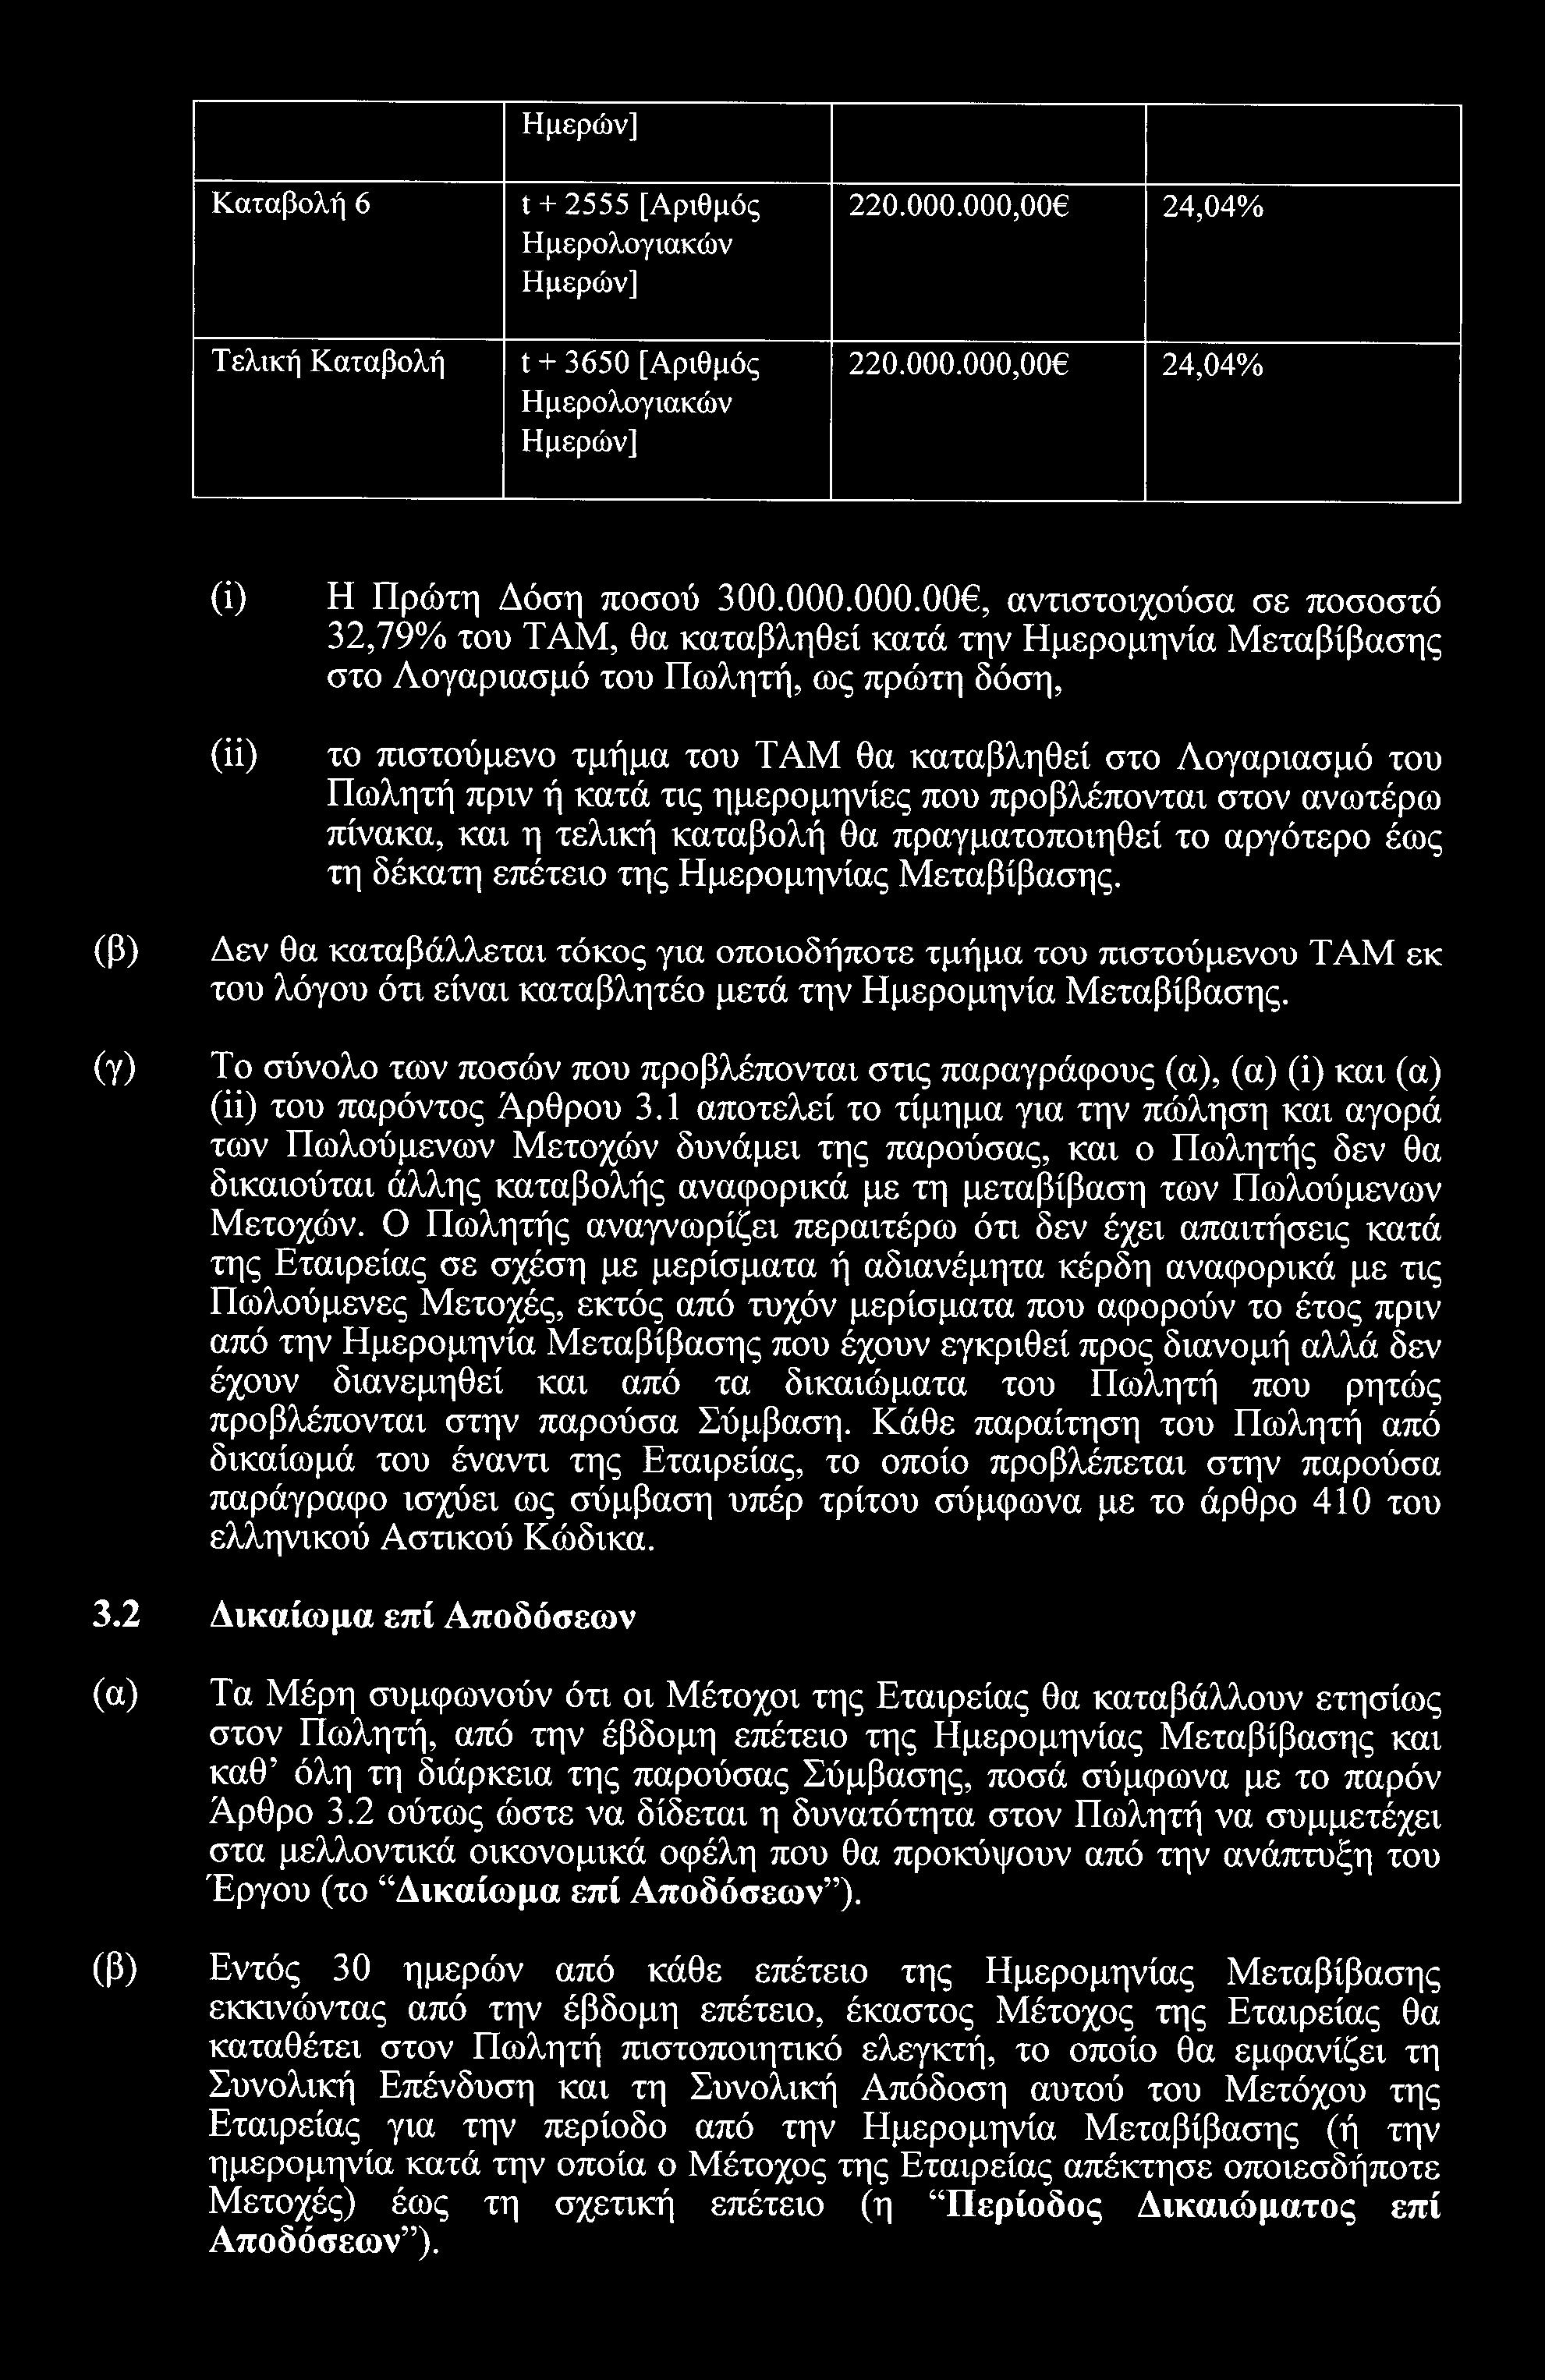 Ημερών]
Καταβολή 6 t + 2555 [Αριθμός 220.000.000,00€ 24,04%
Ημερολογιακών
Ημερών]
Τελική Καταβολή t + 3650 [Αριθμός 220.000.000,00€ 24,04%
Ημερολογιακών
Ημερών]
(i) Η Πρώτη Δόση ποσού 300.000.000.00€, αντιστοιχούσα σε ποσοστό
32,79% του ΤΑΜ, θα καταβληθεί κατά την Ημερομηνία Μεταβίβασης
στο Λογαριασμό του Πωλητή, ως πρώτη δόση,
(ii) το πιστούμενο τμήμα του ΤΑΜ θα καταβληθεί στο Λογαριασμό του
Πωλητή πριν ή κατά τις ημερομηνίες που προβλέπονται στον ανωτέρω
πίνακα, και η τελική καταβολή θα πραγματοποιηθεί το αργότερο έως
τη δέκατη επέτειο της Ημερομηνίας Μεταβίβασης.
(β) Δεν θα καταβάλλεται τόκος για οποιοδήποτε τμήμα του πιστούμενου ΤΑΜ εκ
του λόγου ότι είναι καταβλητέο μετά την Ημερομηνία Μεταβίβασης.
(γ) Το σύνολο των ποσών που προβλέπονται στις παραγράφους (α), (α) (i) και (α)
(ii) του παρόντος Άρθρου 3.1 αποτελεί το τίμημα για την πώληση και αγορά
των Πωλούμενων Μετοχών δυνάμει της παρούσας, και ο Πωλητής δεν θα
δικαιούται άλλης καταβολής αναφορικά με τη μεταβίβαση των Πωλούμενων
Μετοχών. Ο Πωλητής αναγνωρίζει περαιτέρω ότι δεν έχει απαιτήσεις κατά
της Εταιρείας σε σχέση με μερίσματα ή αδιανέμητα κέρδη αναφορικά με τις
Πωλούμενες Μετοχές, εκτός από τυχόν μερίσματα που αφορούν το έτος πριν
από την Ημερομηνία Μεταβίβασης που έχουν εγκριθεί προς διανομή αλλά δεν
έχουν διανεμηθεί και από τα δικαιώματα του Πωλητή που ρητώς
προβλέπονται στην παρούσα Σύμβαση. Κάθε παραίτηση του Πωλητή από
δικαίωμά του έναντι της Εταιρείας, το οποίο προβλέπεται στην παρούσα
παράγραφο ισχύει ως σύμβαση υπέρ τρίτου σύμφωνα με το άρθρο 410 του
ελληνικού Αστικού Κώδικα.
3.2 Δικαίωμα επί Αποδόσεων
(α) Τα Μέρη συμφωνούν ότι οι Μέτοχοι της Εταιρείας θα καταβάλλουν ετησίως
στον Πωλητή, από την έβδομη επέτειο της Ημερομηνίας Μεταβίβασης και
καθ’ όλη τη διάρκεια της παρούσας Σύμβασης, ποσά σύμφωνα με το παρόν
Άρθρο 3.2 ούτως ώστε να δίδεται η δυνατότητα στον Πωλητή να συμμετέχει
στα μελλοντικά οικονομικά οφέλη που θα προκύψουν από την ανάπτυξη του
Έργου (το “Δικαίωμα επί Αποδόσεων”).
(β) Εντός 30 ημερών από κάθε επέτειο της Ημερομηνίας Μεταβίβασης
εκκινώντας από την έβδομη επέτειο, έκαστος Μέτοχος της Εταιρείας θα
καταθέτει στον Πωλητή πιστοποιητικό ελεγκτή, το οποίο θα εμφανίζει τη
Συνολική Επένδυση και τη Συνολική Απόδοση αυτού του Μετόχου της
Εταιρείας για την περίοδο από την Ημερομηνία Μεταβίβασης (ή την
ημερομηνία κατά την οποία ο Μέτοχος της Εταιρείας απέκτησε οποιεσδήποτε
Μετοχές) έως τη σχετική επέτειο (η “Περίοδος Δικαιώματος επί
Αποδόσεων”).